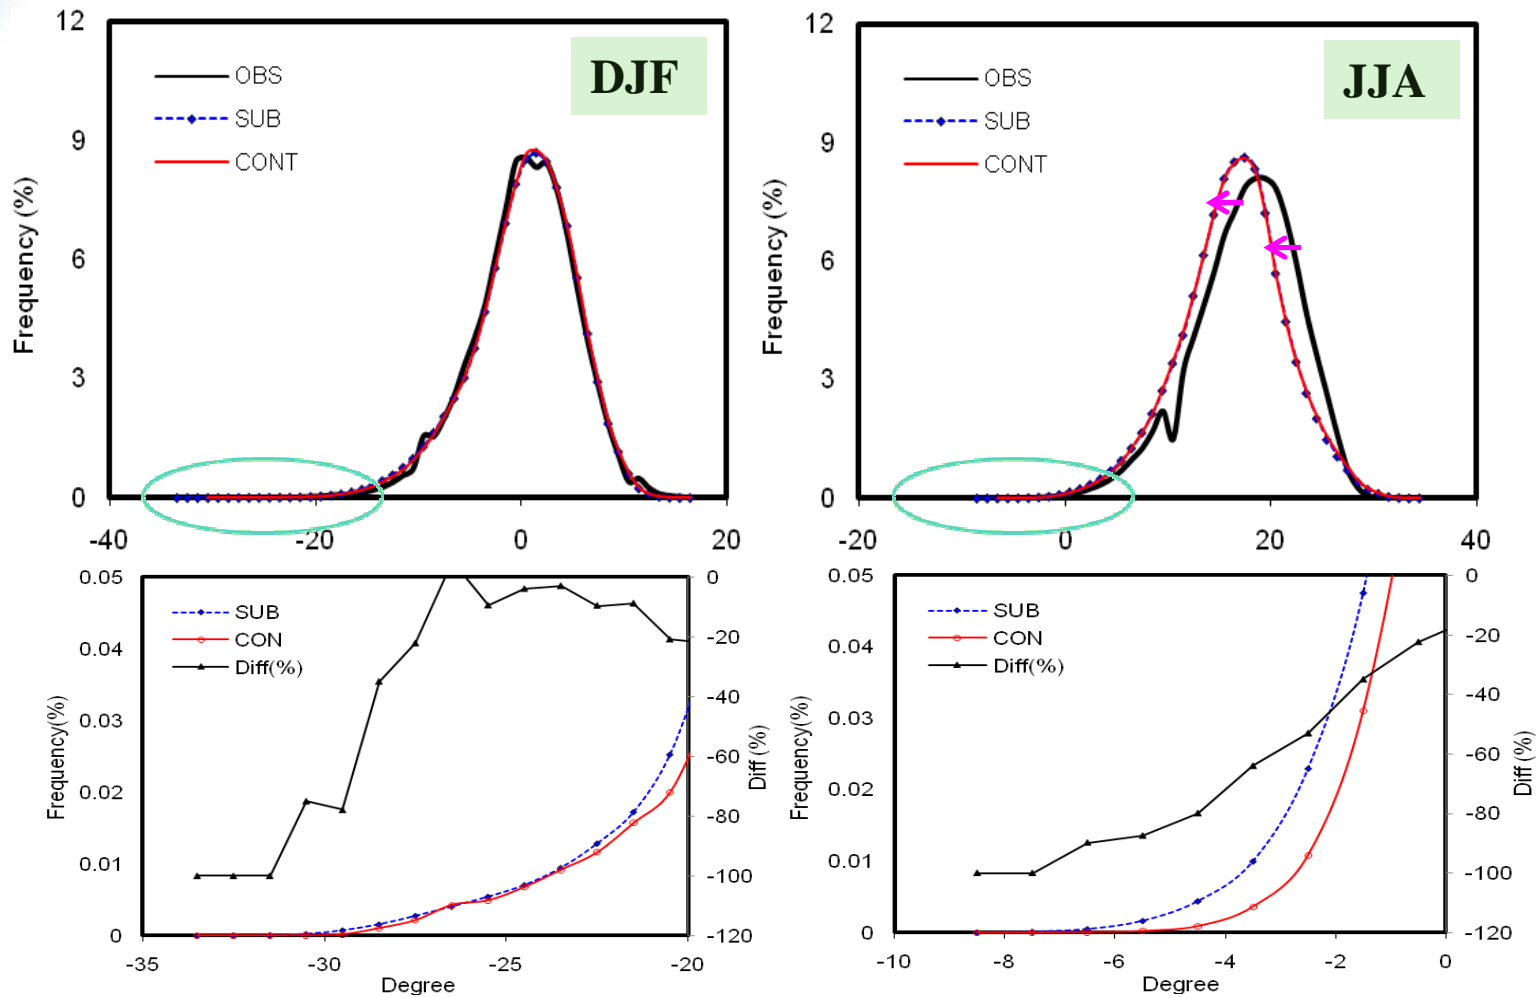 12
9
6
3
0
Frequency (%)
OBS
SUB
CONT
DJF
-40
-20
0
20
12
9
6
3
0
Frequency (%)
OBS
SUB
CONT
JJA
-20
0
20
40
0.05
0.04
0.03
0.02
0.01
0
Frequency(%)
SUB
CON
Diff(%)
0
-20
-40
-60
-80
-100
-120
Diff (%)
-35
-30
-25
-20
Degree
0.05
0.04
0.03
0.02
0.01
0
Frequency(%)
SUB
CON
Diff(%)
0
-20
-40
-60
-80
-100
-120
Diff (%)
-10
-8
-6
-4
-2
0
Degree